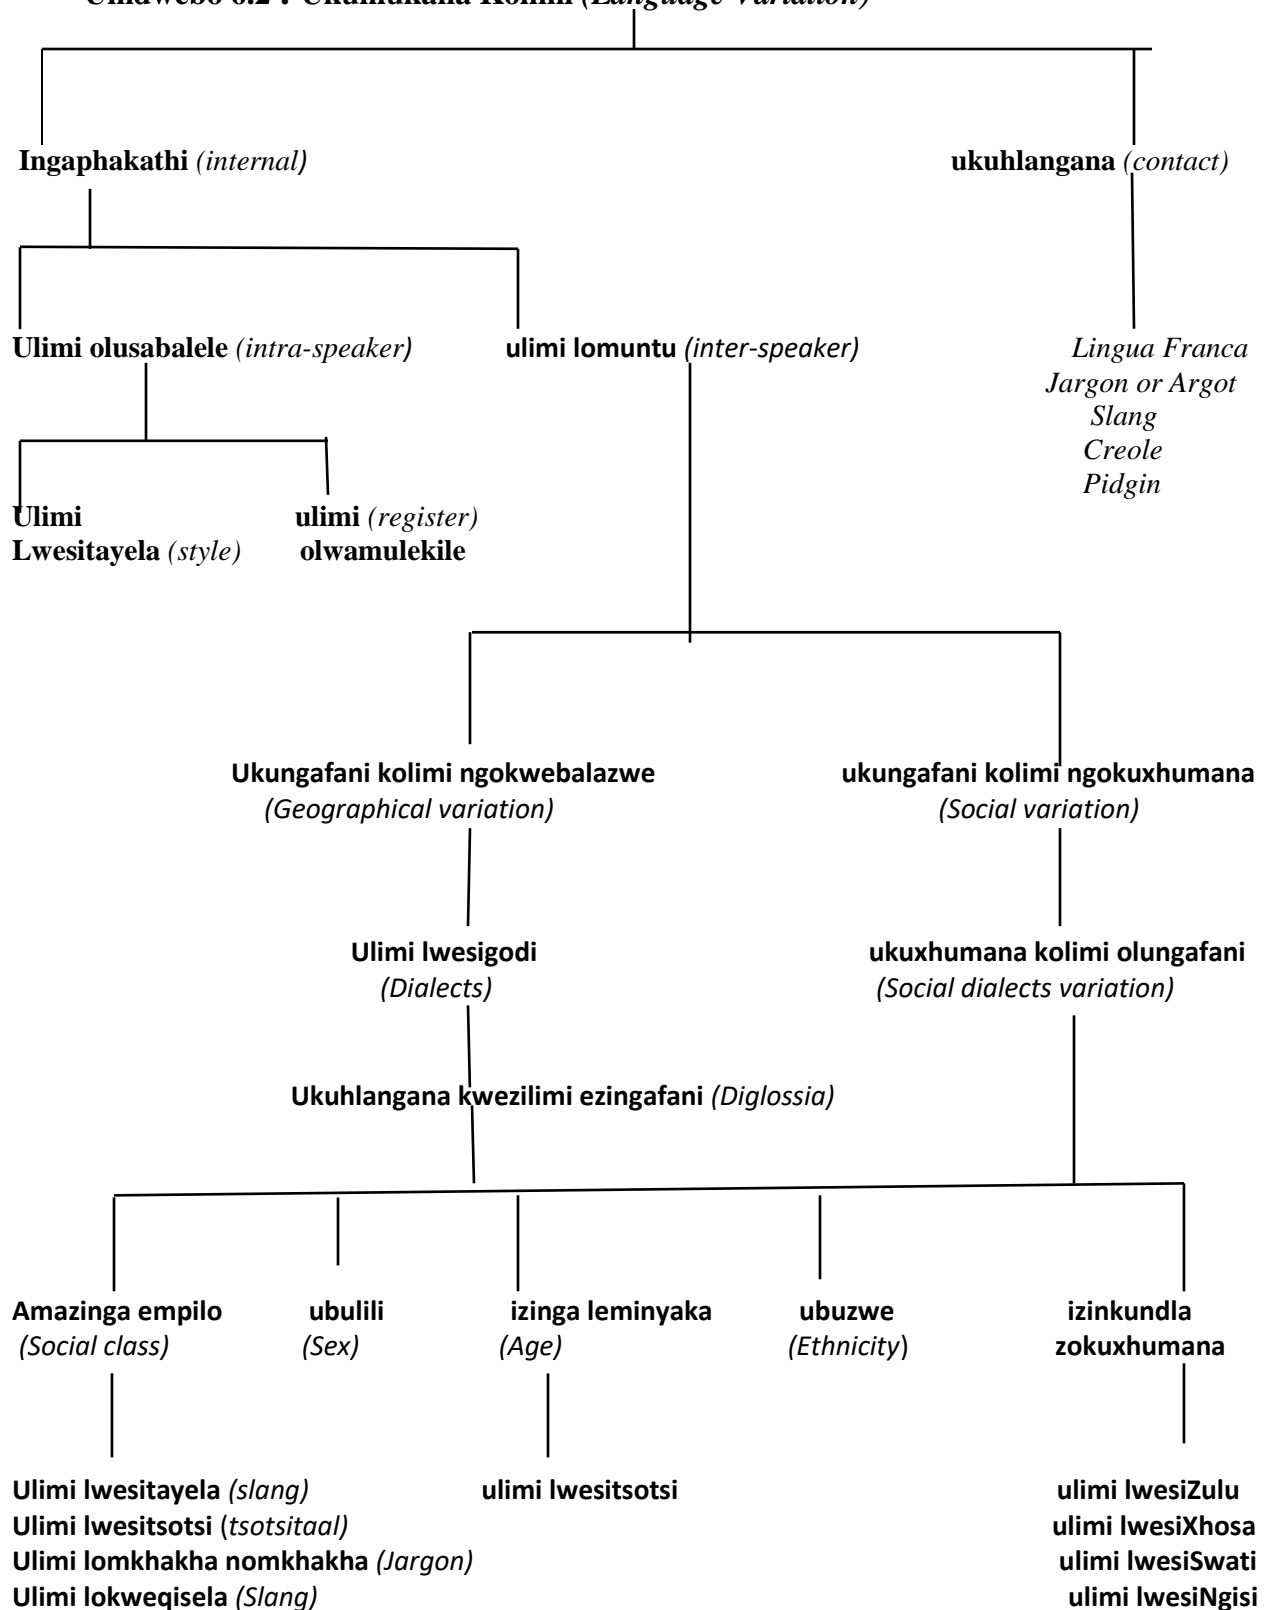 Kolimi (Language Variation)
Ingaphakathi (internal) ukuhlangana (contact)
Ulimi olusabalele (intra-speaker) ulimi lomuntu (inter-speaker) Lingua Franca
Jargon or Argot
Slang
Creole
Pidgin
Ulimi ulimi (register)
Lwesitayela (style) olwamulekile
Ukungafani kolimi ngokwebalazwe ukungafani kolimi ngokuxhumana
(Geographical variation) (Social variation)
Ulimi lwesigodi ukuxhumana kolimi olungafani
(Dialects) (Social dialects variation)
Ukuhlangana kwezilimi ezingafani (Diglossia)
Amazinga empilo ubulili izinga leminyaka ubuzwe izinkundla
(Social class) (Sex) (Age) (Ethnicity) zokuxhumana
Ulimi lwesitayela (slang) ulimi lwesitsotsi ulimi lwesiZulu
Ulimi lwesitsotsi (tsotsitaal) ulimi lwesiXhosa
Ulimi lomkhakha nomkhakha (Jargon) ulimi lwesiSwati
Ulimi lokweqisela (Slang) ulimi lwesiNgisi